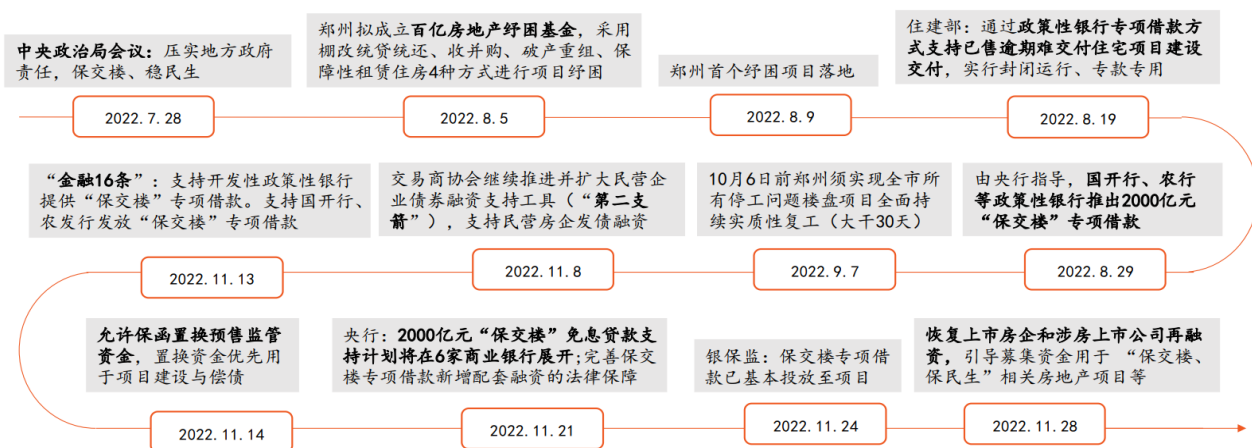 中央政治局会议：压实地方政府
责任，保交楼、稳民生
2022.7.28
郑州拟成立百亿房地产纾困基金，采用
棚改统贷统还、收并购、破产重组、保
障性租赁住房4种方式进行项目纾困
2022.8.5
郑州首个纾困项目落地
2022.8.9
住建部：通过政策性银行专项借款方
式支持已售逾期难交付住宅项目建设
交付，实行封闭运行、专款专用
2022.8.19
由央行指导，国开行、农行
等政策性银行推出2000亿元
“保交楼”专项借款
2022.8.29
10月6日前郑州须实现全市所
有停工问题楼盘项目全面持
续实质性复工（大干30天）
2022.9.7
交易商协会继续推进并扩大民营企
业债券融资支持工具（“第二支
箭”），支持民营房企发债融资
2022.11.8
“金融16条”：支持开发性政策性银行
提供“保交楼”专项借款。支持国开行、
农发行发放“保交楼”专项借款
2022.11.13
允许保函置换预售监管
资金，置换资金优先用
于项目建设与偿债
2022.11.14
央行：2000亿元“保交楼”免息贷款支
持计划将在6家商业银行展开;完善保交
楼专项借款新增配套融资的法律保障
2022.11.21
银保监：保交楼专项借
款已基本投放至项目
2022.11.24
恢复上市房企和涉房上市公司再融
资，引导募集资金用于 “保交楼、
保民生”相关房地产项目等
2022.11.28